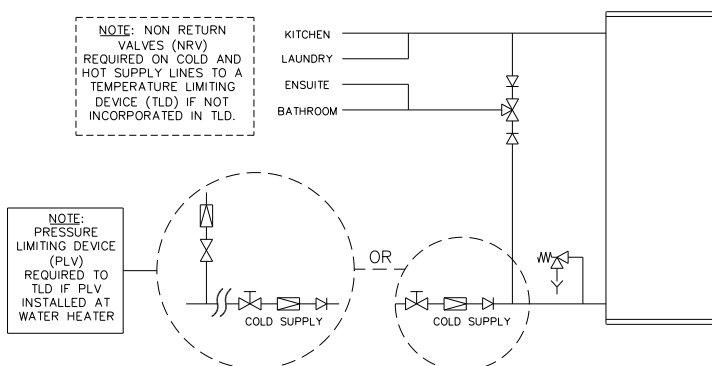 NOTE: NON RETURN
VALVES (NRV)
REQUIRED ON COLD AND
HOT SUPPLY LINES TO A
TEMPERATURE LIMITING
DEVICE (TLD) IF NOT
INCORPORATED IN TLD.
KITCHEN
LAUNDRY
ENSUITE
BATHROOM
NOTE:
PRESSURE
LIMITING DEVICE
(PLV)
REQUIRED TO
TLD IF PLV
INSTALLED AT
WATER HEATER
OR
COLD SUPPLY
COLD SUPPLY